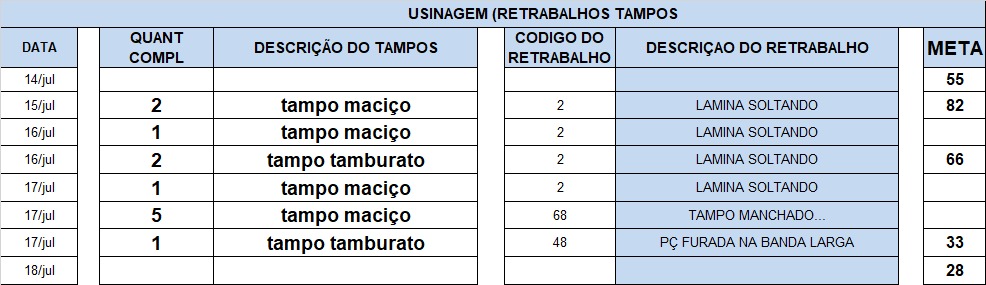 USINAGEM (RETRABALHOS TAMPOS
DATA QUANT COMPL DESCRIÇÃO DO TAMPOS CODIGO DO RETRABALHO DESCRIÇAO DO RETRABALHO META
14/jul 55
15/jul 2 tampo maciço 2 LAMINA SOLTANDO 82
16/jul 1 tampo maciço 2 LAMINA SOLTANDO
16/jul 2 tampo tamburato 2 LAMINA SOLTANDO 66
17/jul 1 tampo maciço 2 LAMINA SOLTANDO
17/jul 5 tampo maciço 68 TAMPO MANCHADO...
17/jul 1 tampo tamburato 48 PÇ FURADA NA BANDA LARGA 33
18/jul 28